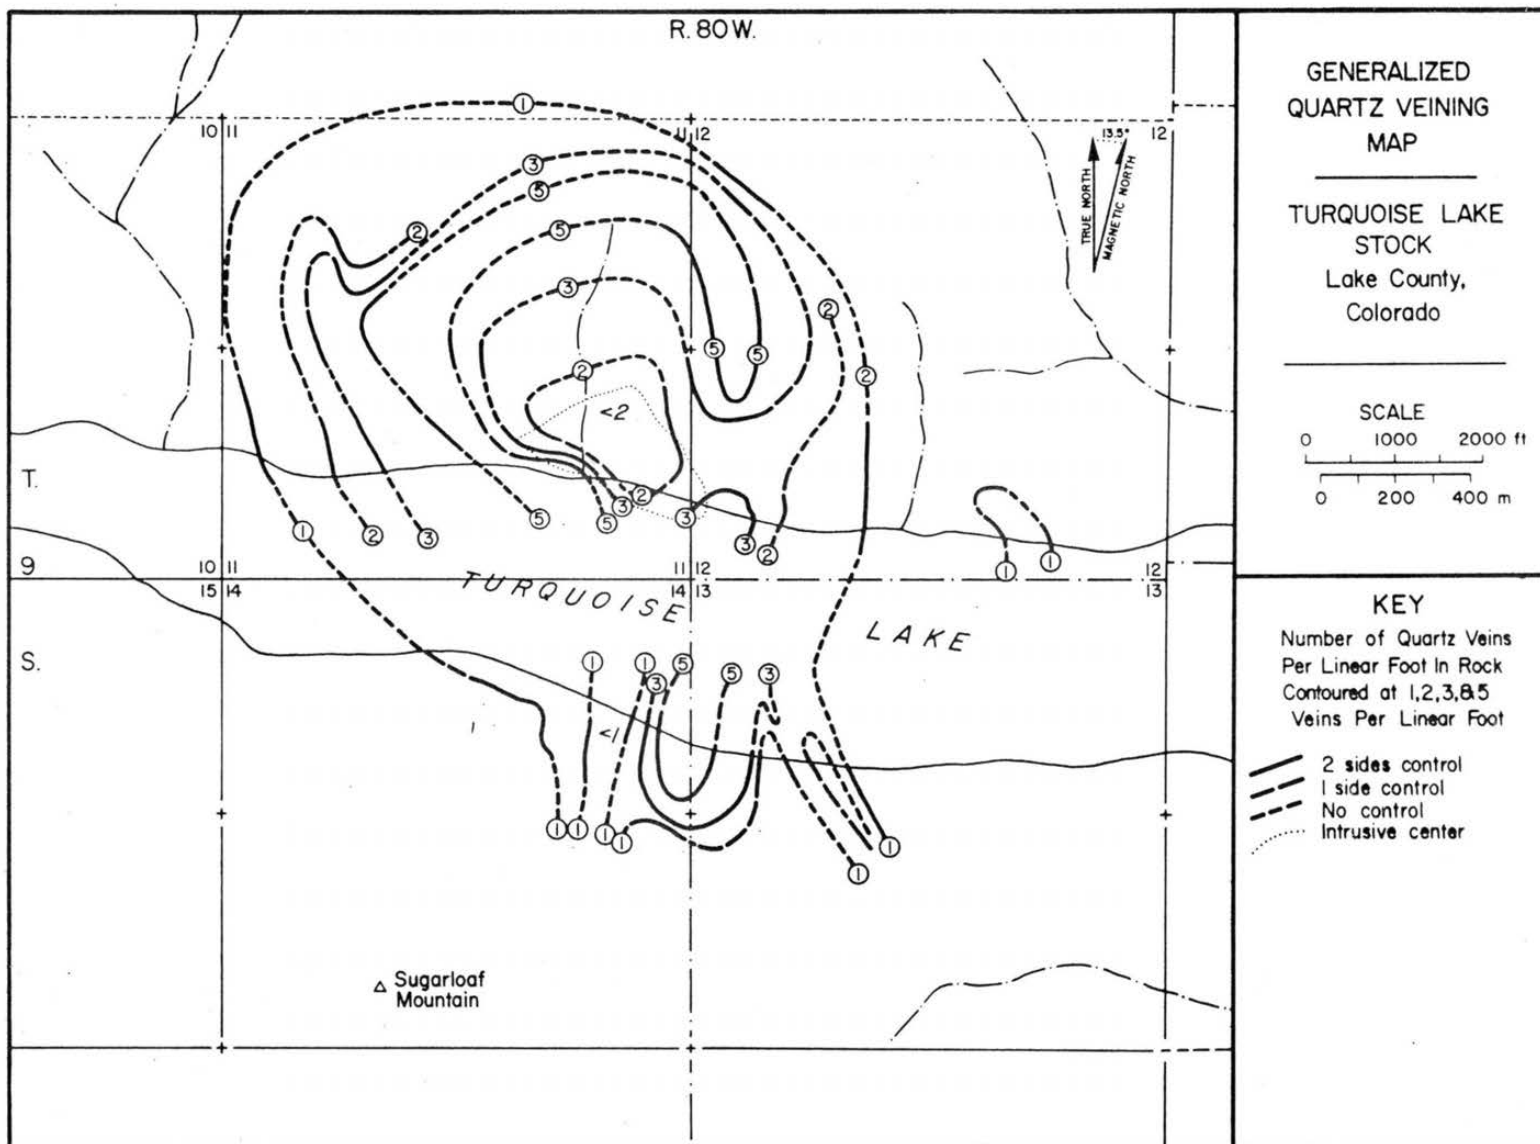 R. 80W.
GENERALIZED
QUARTZ VEINING
MAP
TURQUOISE LAKE
STOCK
Lake County,
Colorado
SCALE
0 1000 2000 ft
0 200 400 m
KEY
Number of Quartz Veins
Per Linear Foot In Rock
Contoured at 1,2,3,&5
Veins Per Linear Foot
2 sides control
1 side control
No control
Intrusive center
13.5°
TRUE NORTH
MAGNETIC NORTH
10 11
11 12
12
1
3
5
2
5
3
2
5
5
2
2
<2
T.
9
S.
1
2
3
5
5
3
2
3
3
2
1
1
10 11
15 14
11 12
14 13
12
13
TURQUOISE LAKE
1
1
3
5
5
3
<1
1
1
1
1
1
1
Sugarloaf
Mountain